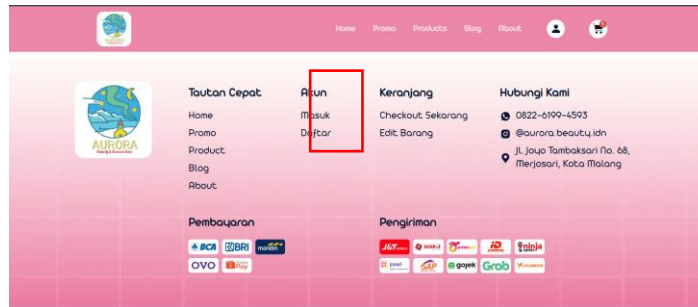 Home Promo Products Blog About
AURORA
Tautan Cepat
Home
Promo
Product
Blog
About
Akun
Masuk
Daftar
Keranjang
Checkout Sekarang
Edit Barang
Hubungi Kami
0822-6199-4593
@aurora.beauty.idn
Jl. Joyo Tambaksari No. 68,
Merjosari, Kota Malang
Pembayaran
BCA BRI mandiri
OVO Pay
Pengiriman
J&T ninja
SAP gojek Grab